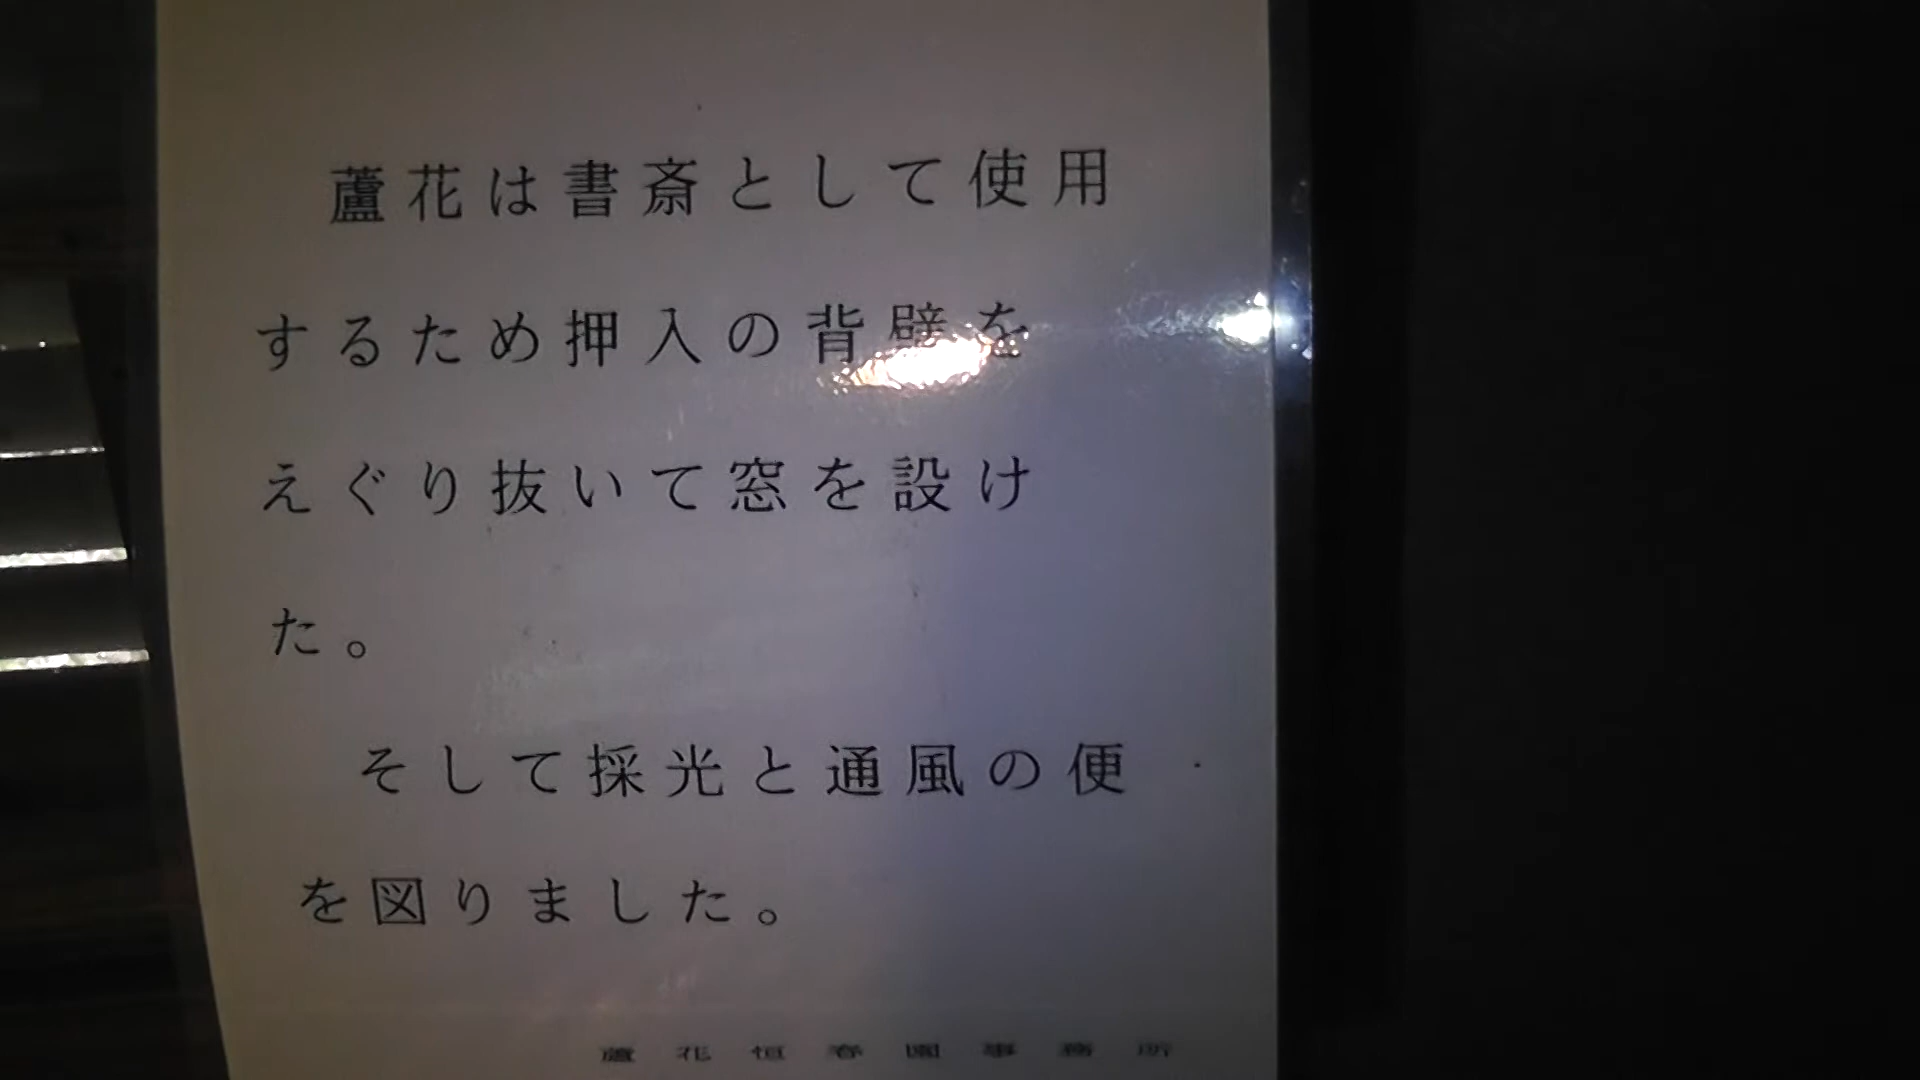 蘆花は書斎として使用
するため押入の背壁を
えぐり抜いて窓を設け
た。
そして採光と通風の便
を図りました。
蘆花恒春園事務所